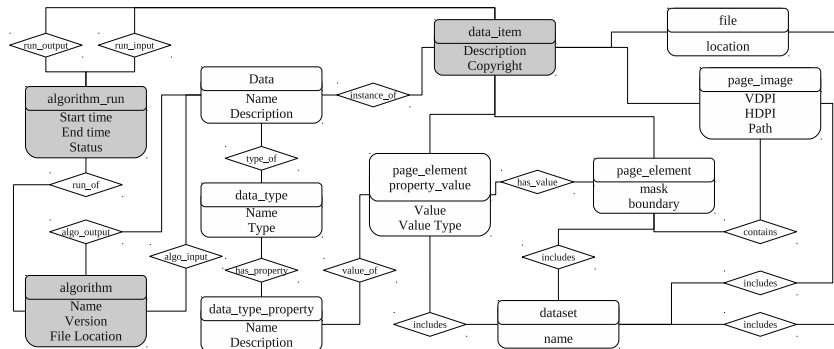 run_output
run_input
data_item
Description
Copyright
file
location
algorithm_run
Start time
End time
Status
Data
Name
Description
instance_of
page_image
VDPI
HDPI
Path
type_of
run_of
data_type
Name
Type
page_element
property_value
Value
Value Type
has_value
page_element
mask
boundary
algo_output
contains
algo_input
has_property
value_of
includes
includes
algorithm
Name
Version
File Location
data_type_property
Name
Description
includes
dataset
name
includes